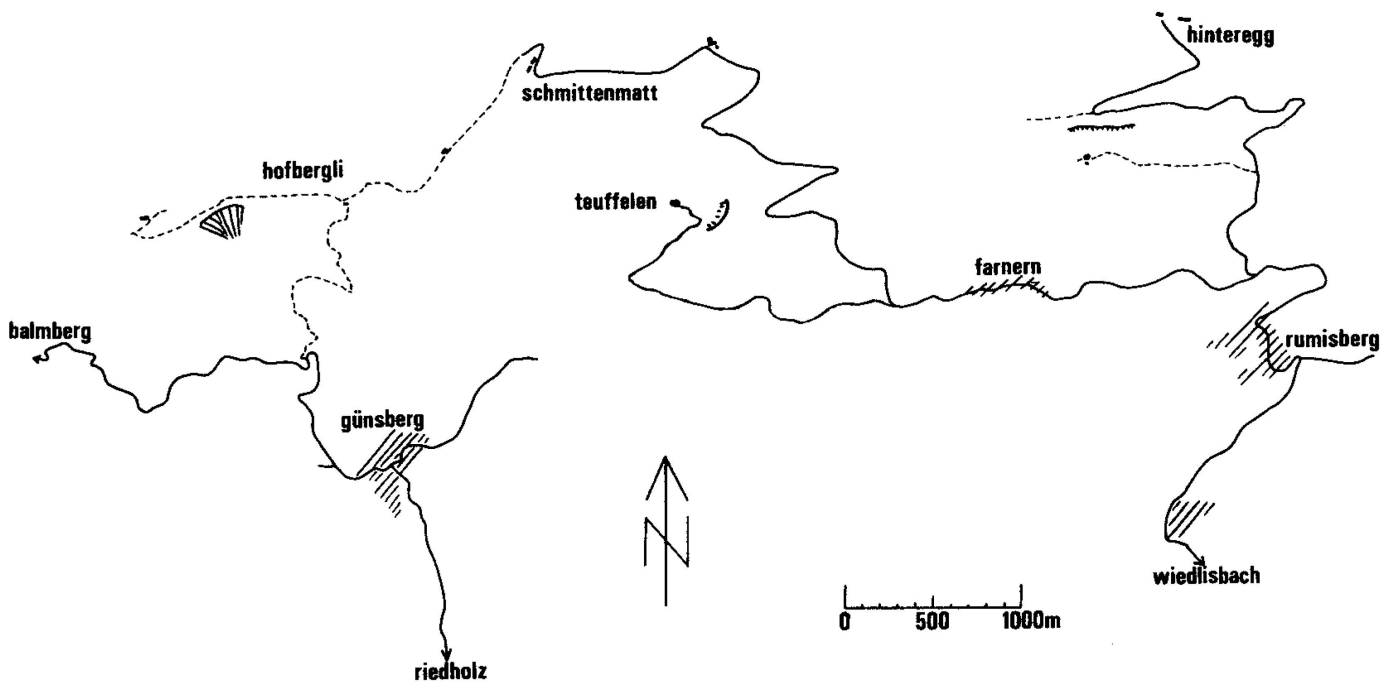 hinteregg
schmittenmatt
hofbergli
teuffelen
farnern
balmberg
rumisberg
günsberg
N
wiedlisbach
0 500 1000m
riedholz